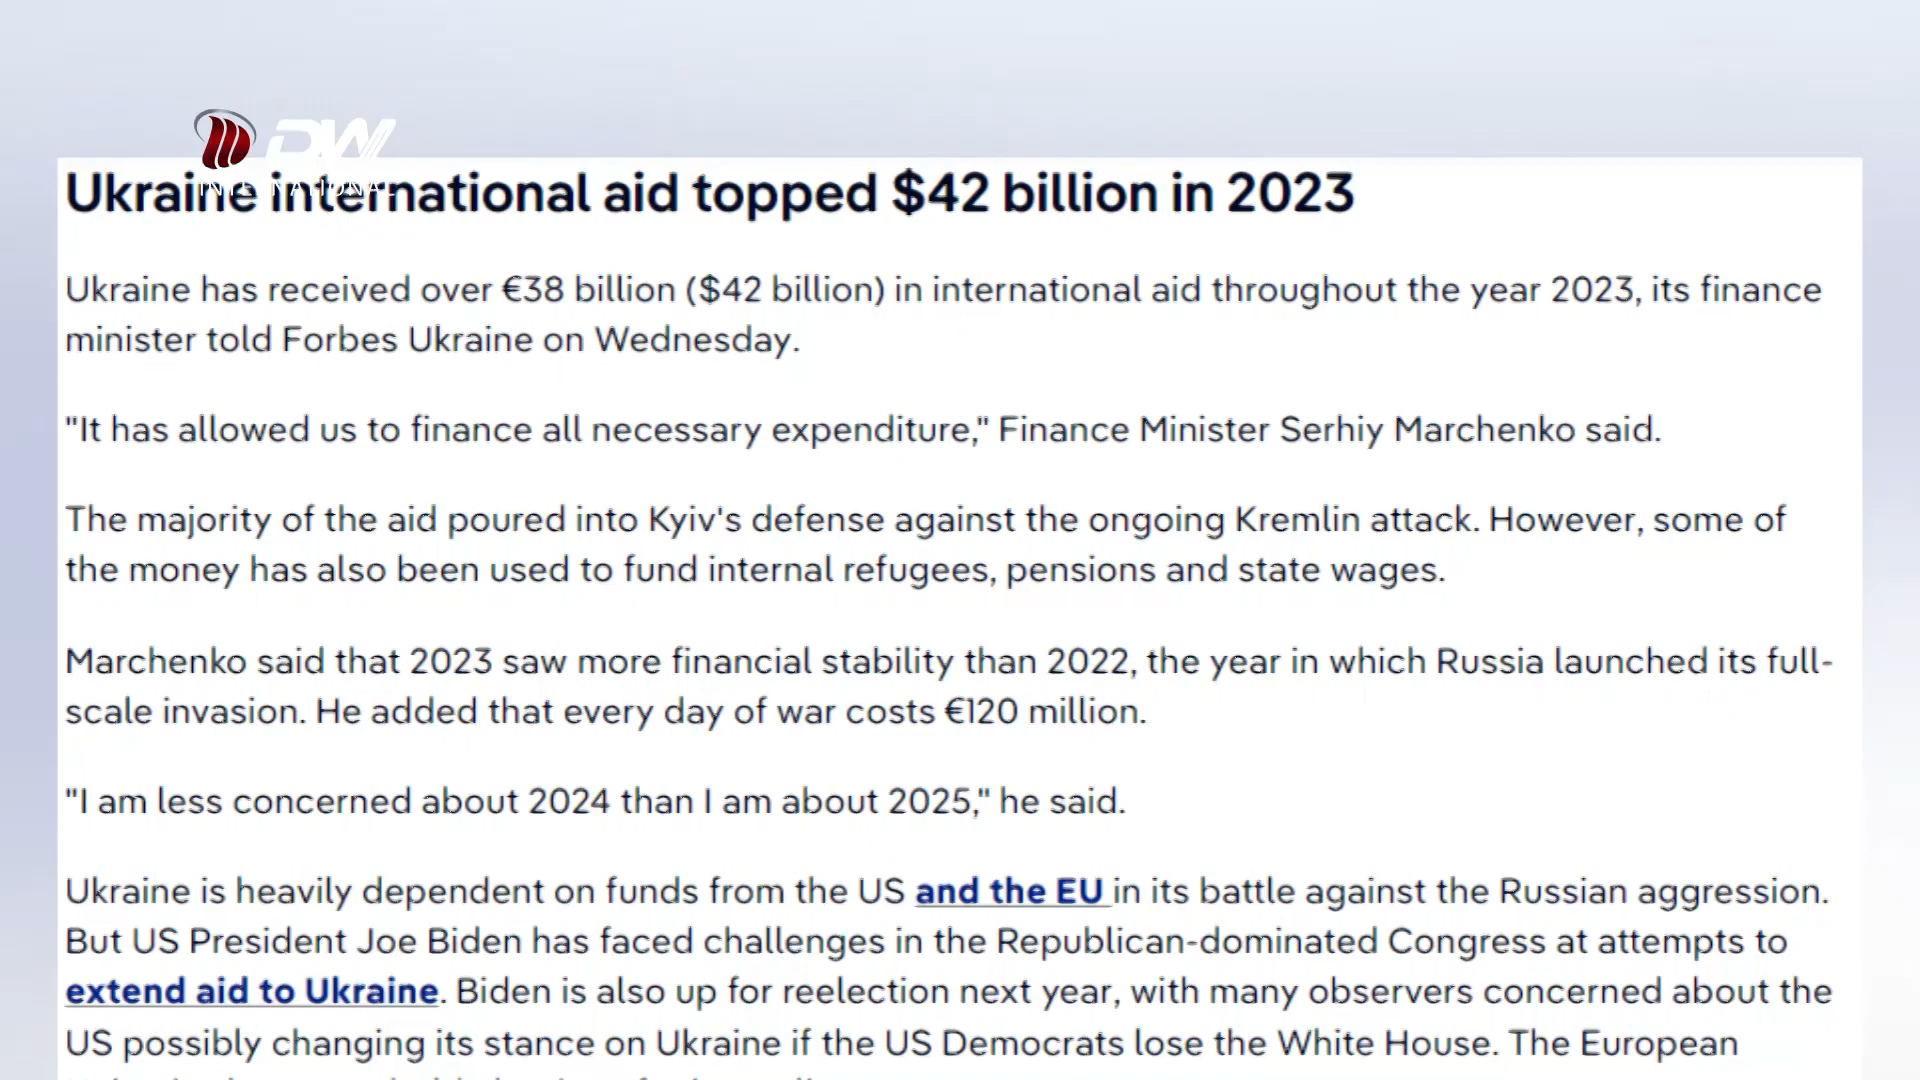 DW
INTERNATIONAL
Ukraine international aid topped $42 billion in 2023
Ukraine has received over €38 billion ($42 billion) in international aid throughout the year 2023, its finance
minister told Forbes Ukraine on Wednesday.
"It has allowed us to finance all necessary expenditure," Finance Minister Serhiy Marchenko said.
The majority of the aid poured into Kyiv's defense against the ongoing Kremlin attack. However, some of
the money has also been used to fund internal refugees, pensions and state wages.
Marchenko said that 2023 saw more financial stability than 2022, the year in which Russia launched its full-
scale invasion. He added that every day of war costs €120 million.
"I am less concerned about 2024 than I am about 2025," he said.
Ukraine is heavily dependent on funds from the US and the EU in its battle against the Russian aggression.
But US President Joe Biden has faced challenges in the Republican-dominated Congress at attempts to
extend aid to Ukraine. Biden is also up for reelection next year, with many observers concerned about the
US possibly changing its stance on Ukraine if the US Democrats lose the White House. The European